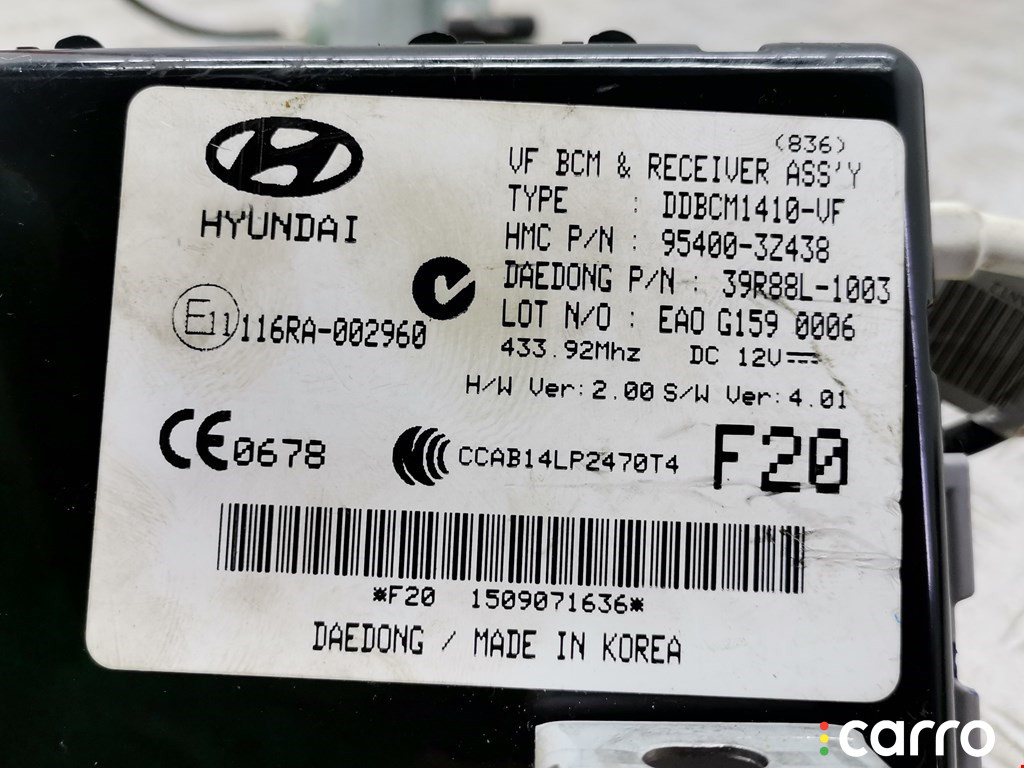 (836)
HYUNDAI
VF BCM & RECEIVER ASS'Y
TYPE : DDBCM1410-VF
HMC P/N : 95400-3Z438
DAEDONG P/N : 39R88L-1003
LOT N/O : EAO G159 0006
433.92Mhz DC 12V
H/W Ver:2.00 S/W Ver:4.01
E11 116RA-002960
CE0678
CCAB14LP2470T4
F20
*F20 1509071636*
DAEDONG / MADE IN KOREA
carro